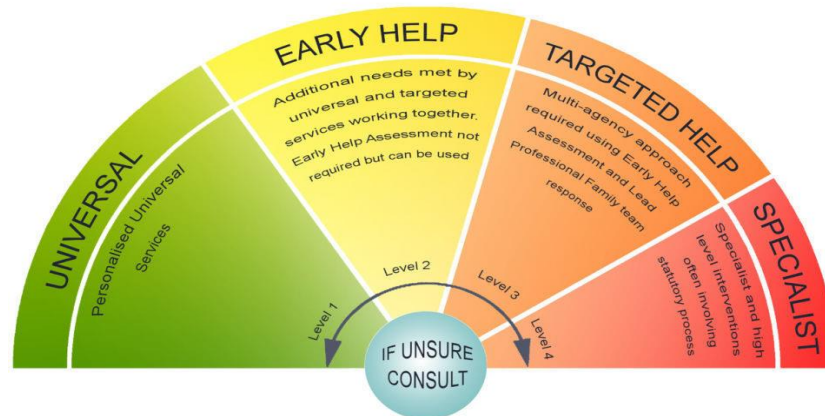 UNIVERSAL
Personalised Universal
Services
Level 1
EARLY HELP
Additional needs met by
universal and targeted
services working together.
Early Help Assessment not
required but can be used
Level 2
TARGETED HELP
Multi-agency approach
required using Early Help
Assessment and Lead
Professional Family team
response
Level 3
SPECIALIST
Specialist and high
level interventions
often involving
statutory process
Level 4
IF UNSURE
CONSULT